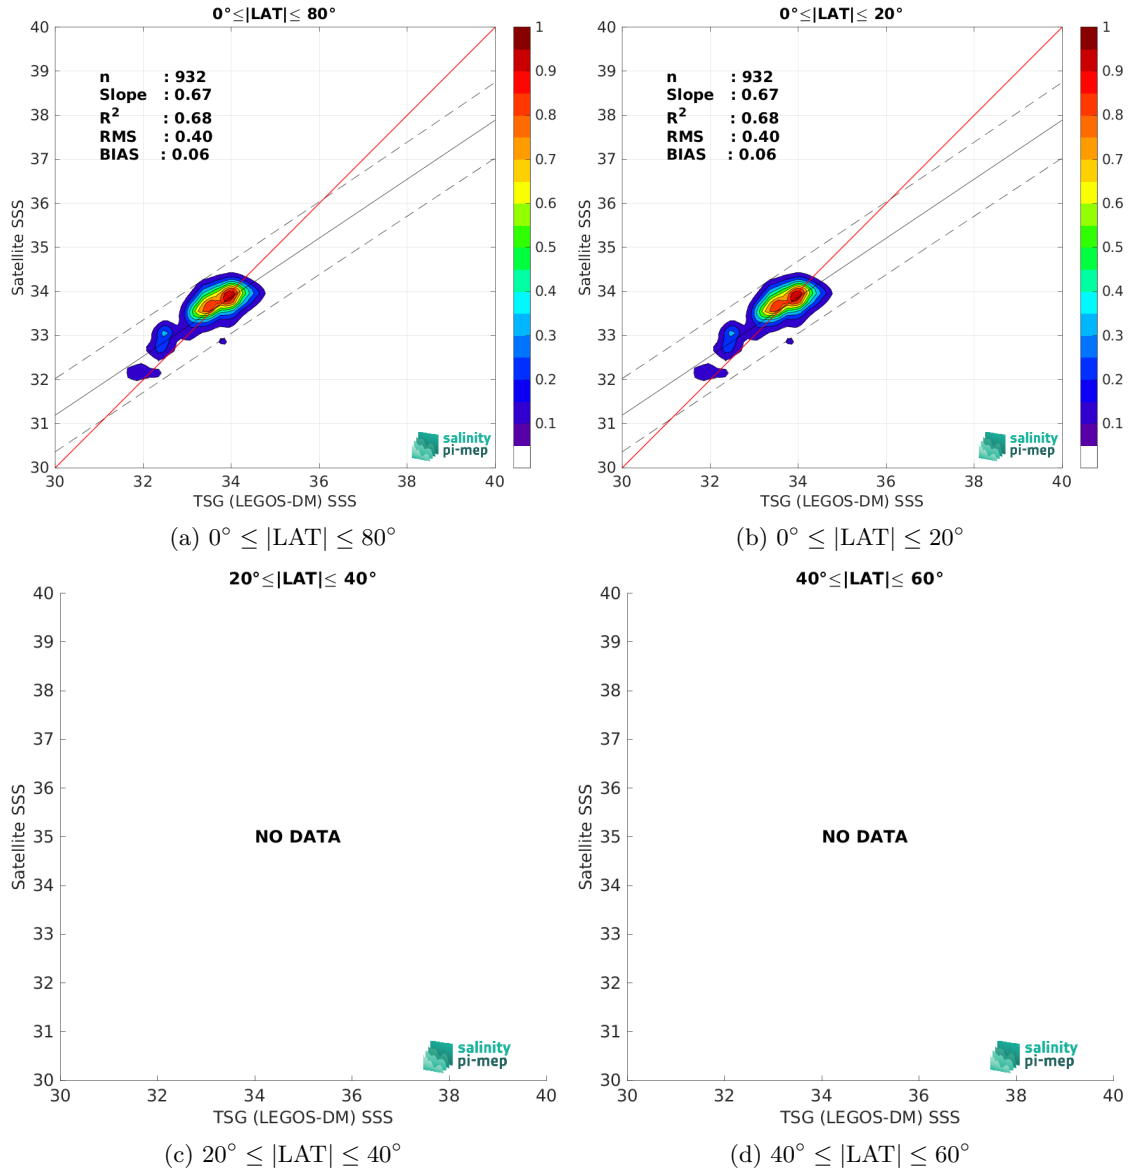 0°≤|LAT|≤ 80°
40
39
38
37
36
35
34
33
32
31
30
Satellite SSS
n : 932
Slope : 0.67
R² : 0.68
RMS : 0.40
BIAS : 0.06
1
0.9
0.8
0.7
0.6
0.5
0.4
0.3
0.2
0.1
salinity
pi-mep
30 32 34 36 38 40
TSG (LEGOS-DM) SSS
(a) 0° ≤ |LAT| ≤ 80°
0°≤|LAT|≤ 20°
40
39
38
37
36
35
34
33
32
31
30
Satellite SSS
n : 932
Slope : 0.67
R² : 0.68
RMS : 0.40
BIAS : 0.06
1
0.9
0.8
0.7
0.6
0.5
0.4
0.3
0.2
0.1
salinity
pi-mep
30 32 34 36 38 40
TSG (LEGOS-DM) SSS
(b) 0° ≤ |LAT| ≤ 20°
20°≤|LAT|≤ 40°
40
39
38
37
36
35
34
33
32
31
30
Satellite SSS
NO DATA
salinity
pi-mep
30 32 34 36 38 40
TSG (LEGOS-DM) SSS
(c) 20° ≤ |LAT| ≤ 40°
40°≤|LAT|≤ 60°
40
39
38
37
36
35
34
33
32
31
30
Satellite SSS
NO DATA
salinity
pi-mep
30 32 34 36 38 40
TSG (LEGOS-DM) SSS
(d) 40° ≤ |LAT| ≤ 60°